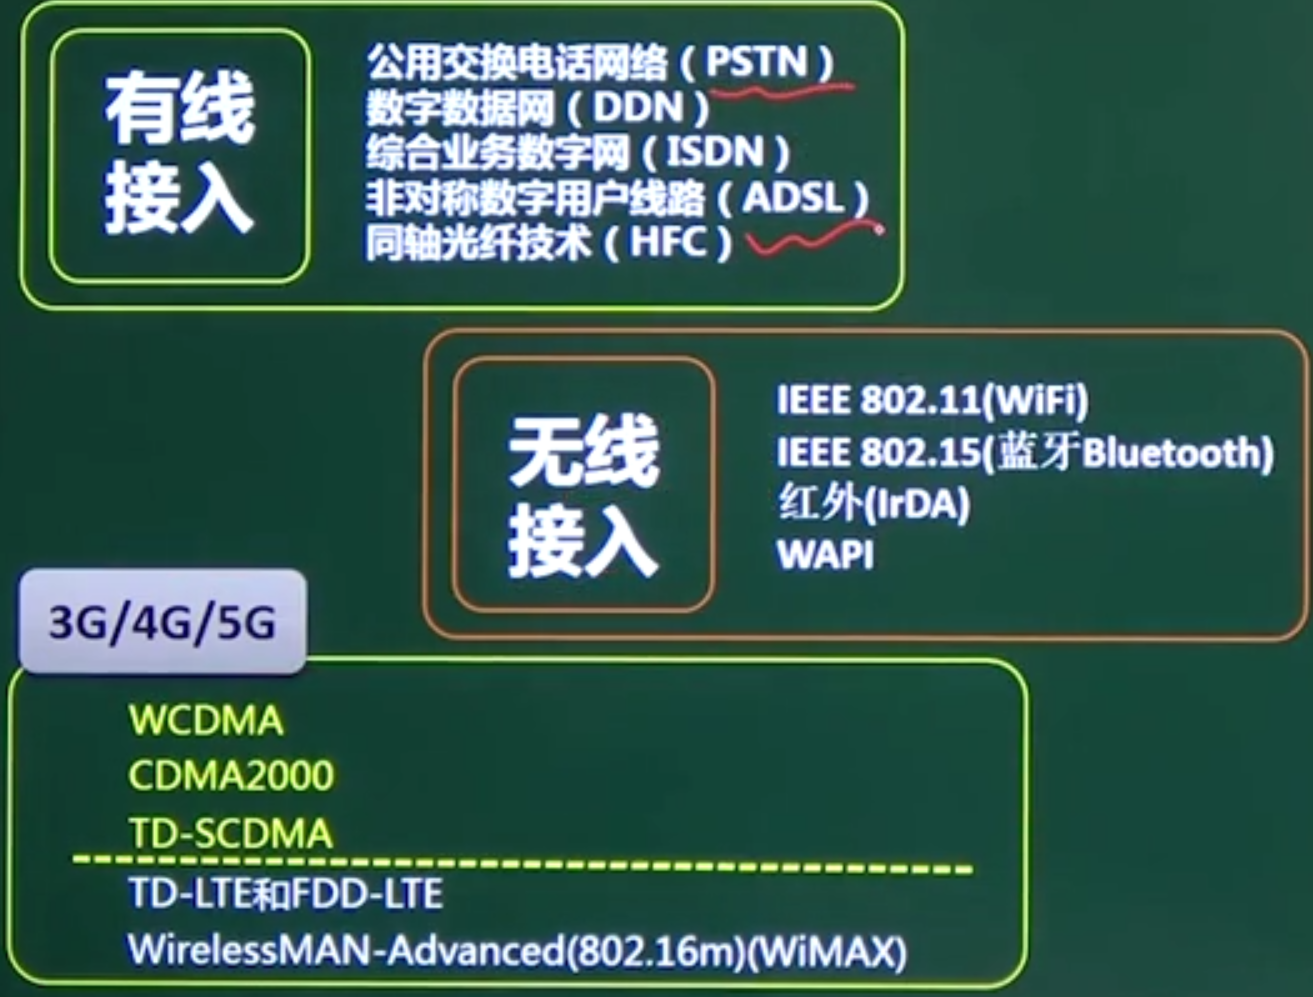 有线
接入
公用交换电话网络（PSTN）
数字数据网（DDN）
综合业务数字网（ISDN）
非对称数字用户线路（ADSL）
同轴光纤技术（HFC）
无线
接入
IEEE 802.11(WiFi)
IEEE 802.15(蓝牙Bluetooth)
红外(IrDA)
WAPI
3G/4G/5G
WCDMA
CDMA2000
TD-SCDMA
TD-LTE和FDD-LTE
WirelessMAN-Advanced(802.16m)(WiMAX)